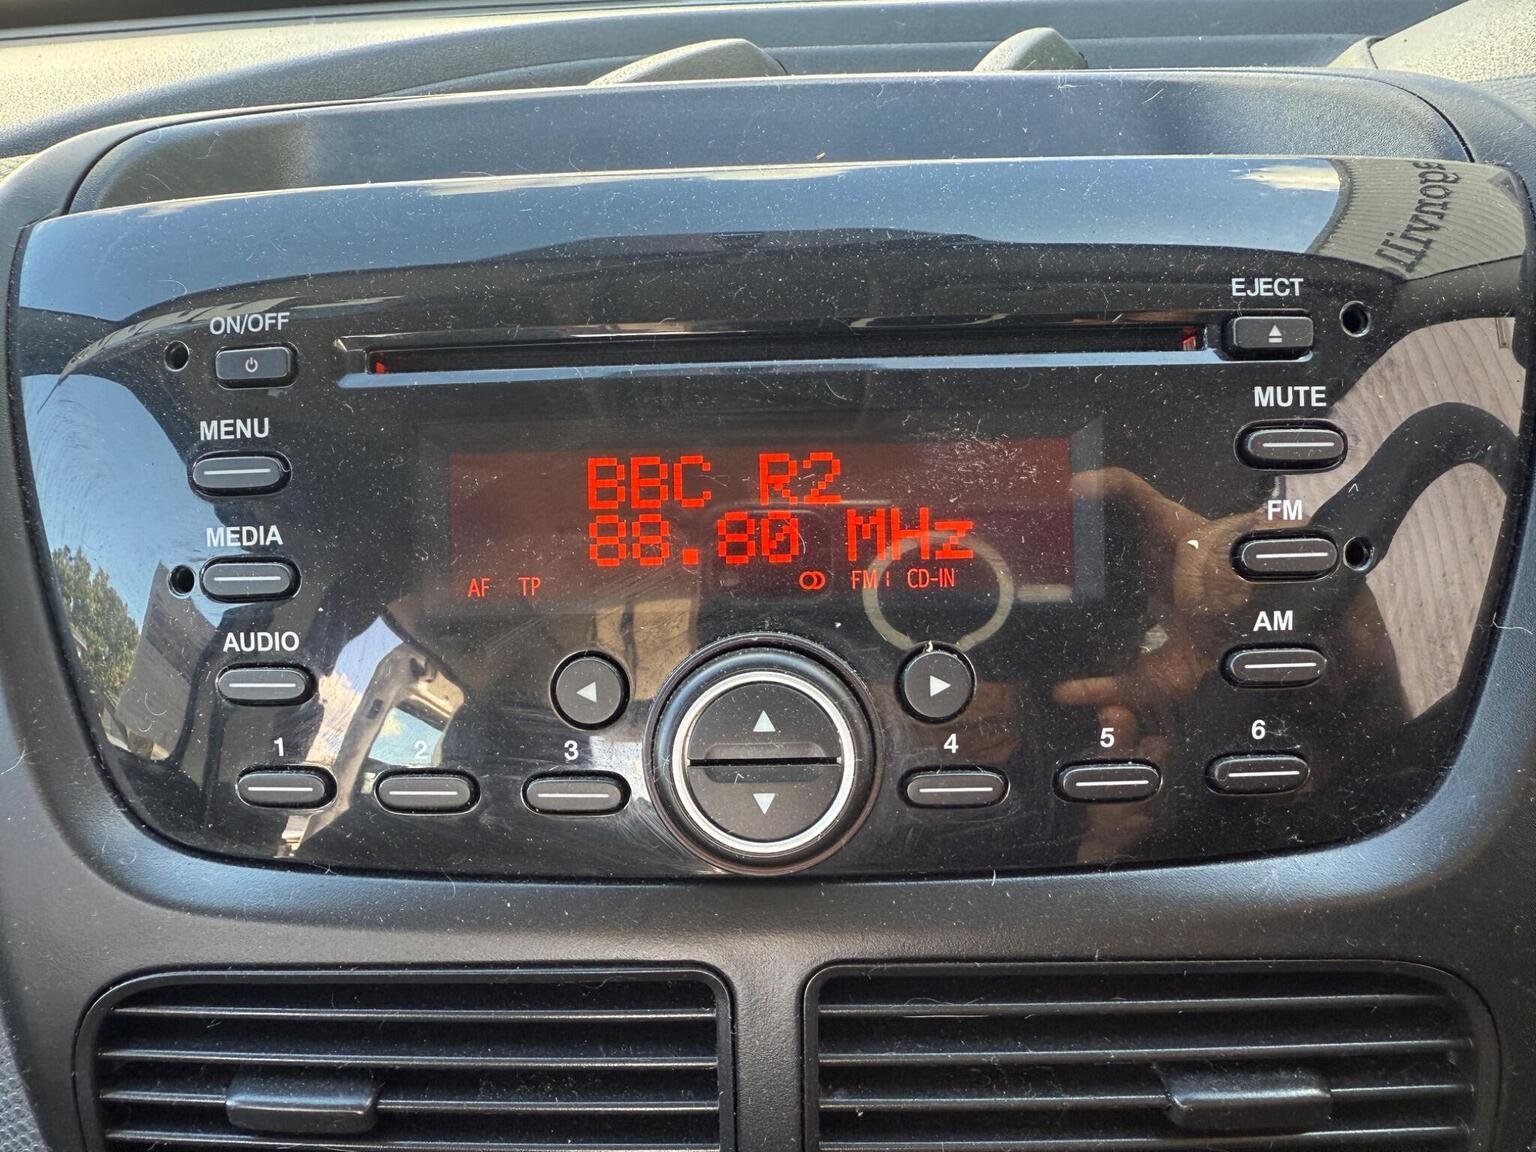 ON/OFF
EJECT
MENU
MUTE
MEDIA
FM
AUDIO
AM
BBC R2
88.80 MHz
AF TP FM CD-IN
1 2 3 4 5 6